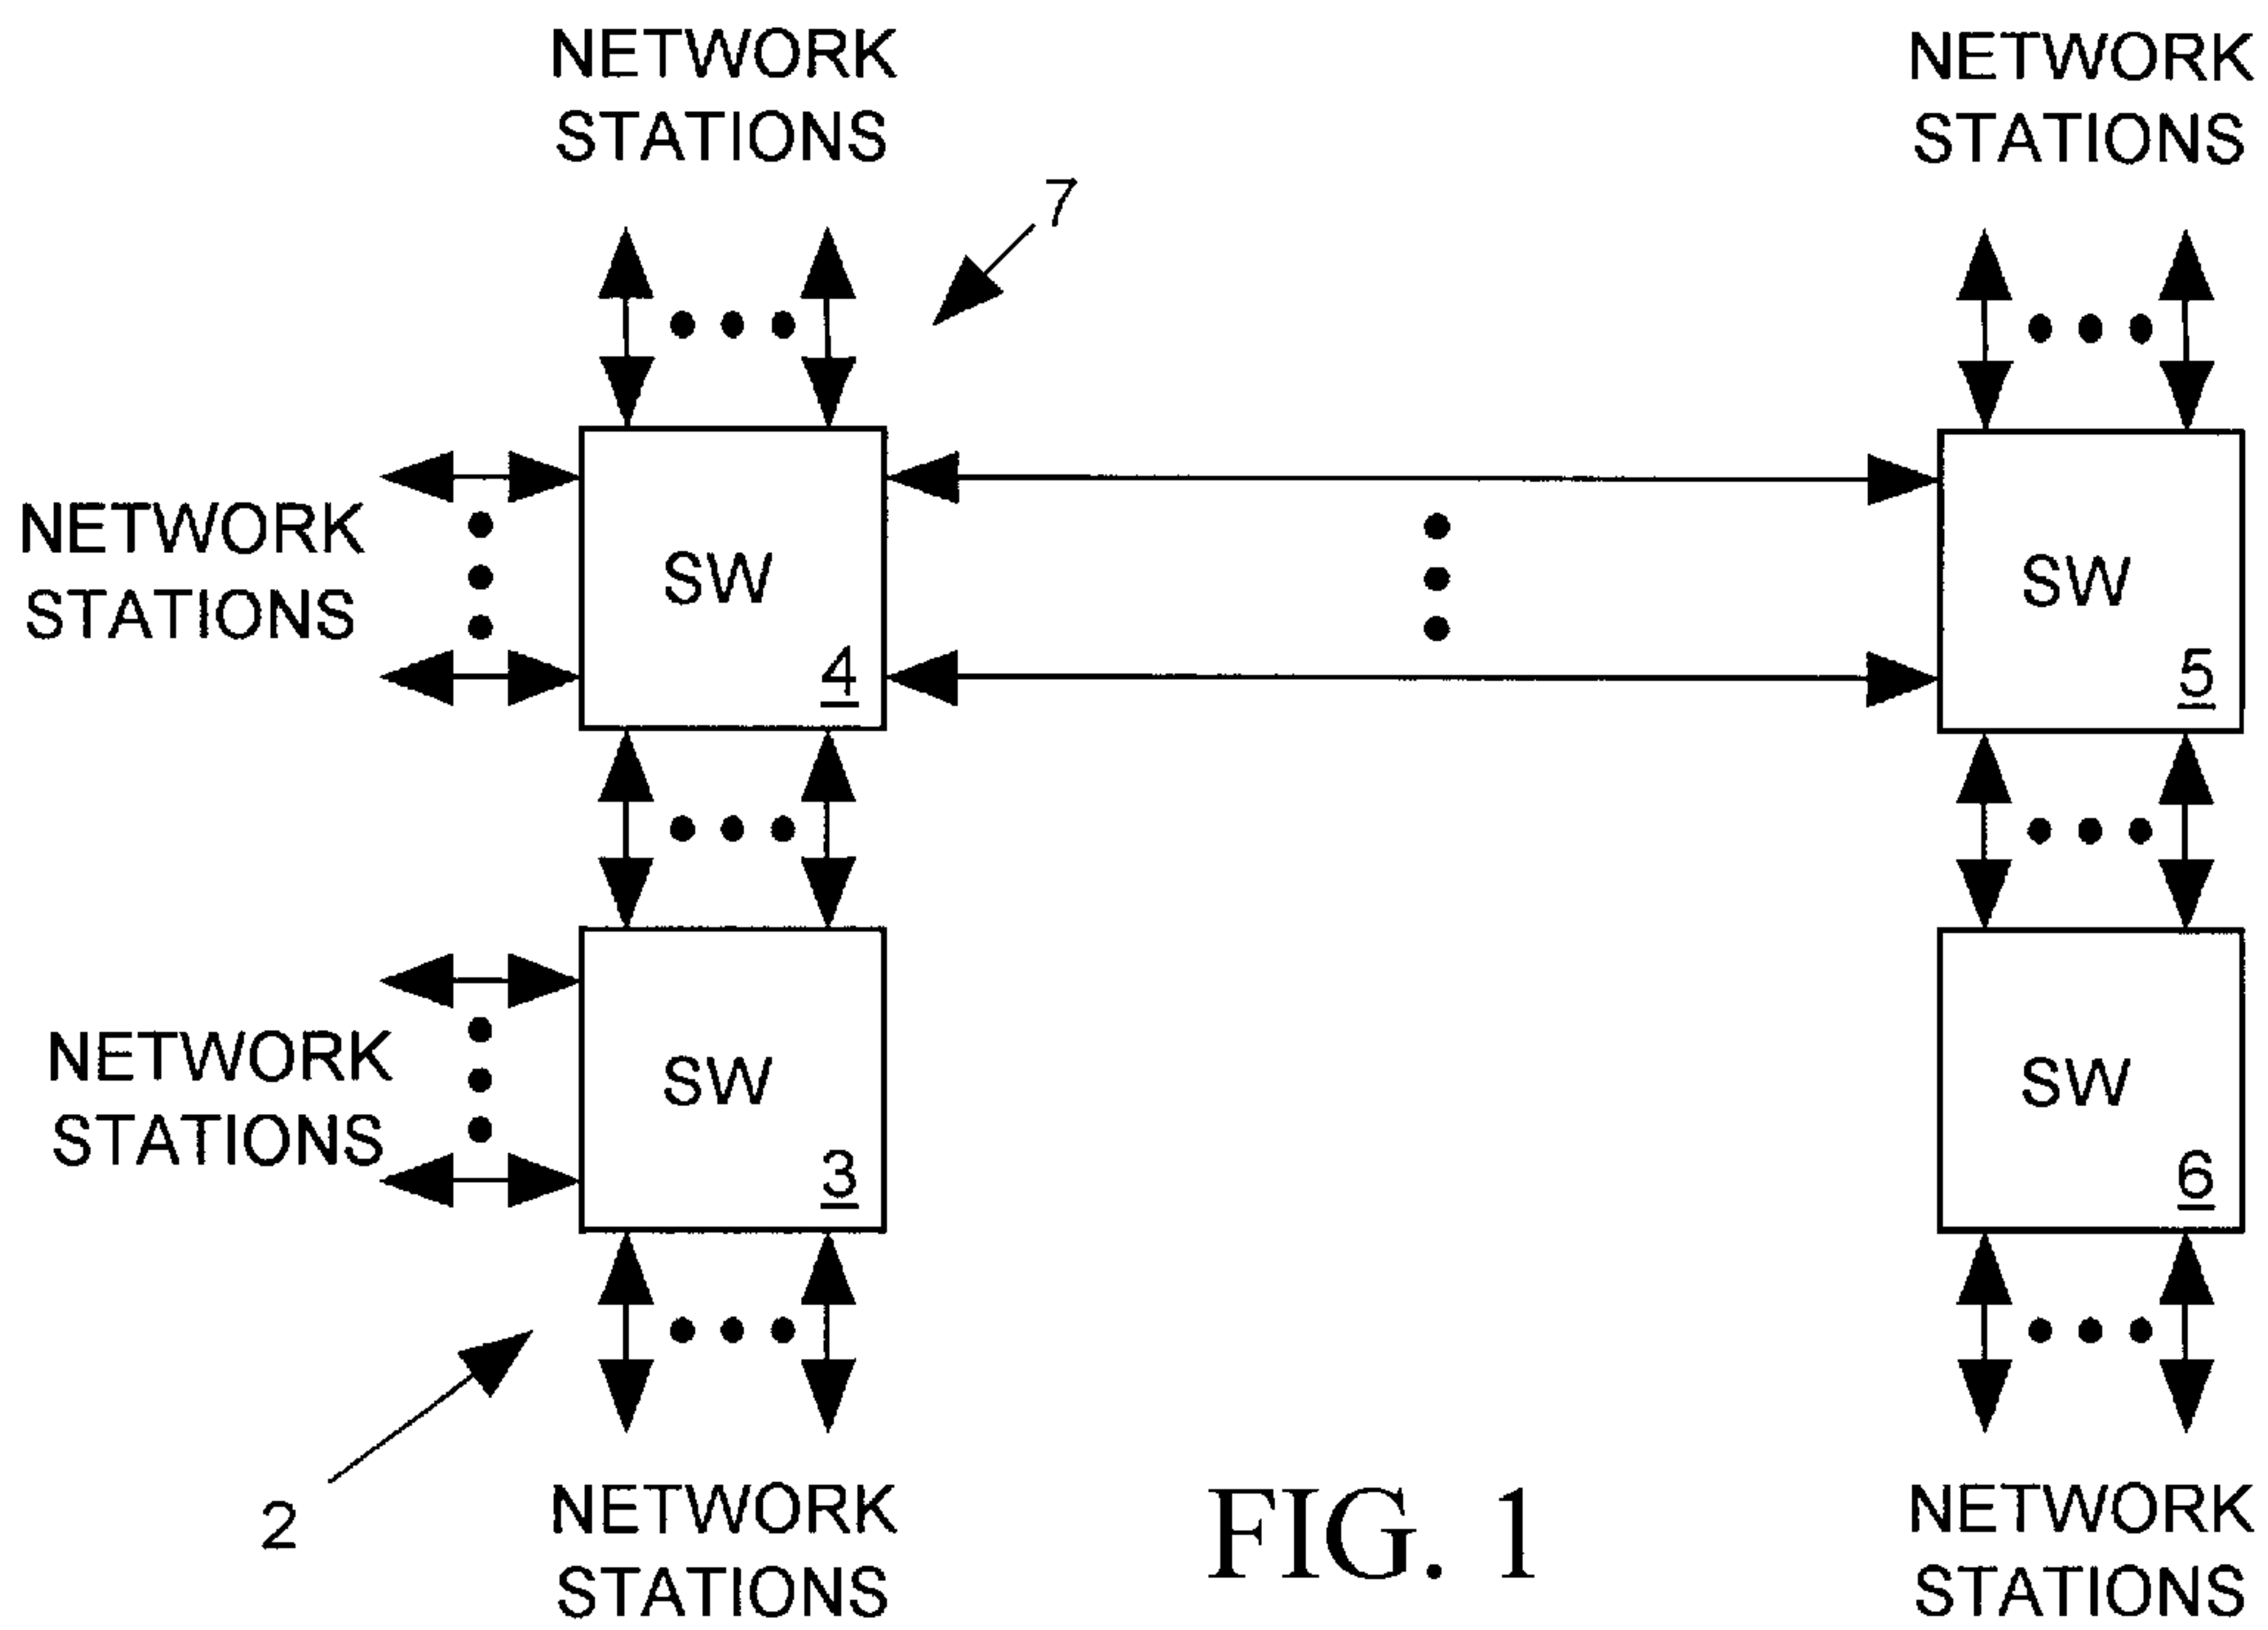 NETWORK
STATIONS
NETWORK
STATIONS
7
NETWORK
STATIONS
SW
4
SW
5
NETWORK
STATIONS
SW
3
SW
6
2
NETWORK
STATIONS
FIG. 1
NETWORK
STATIONS